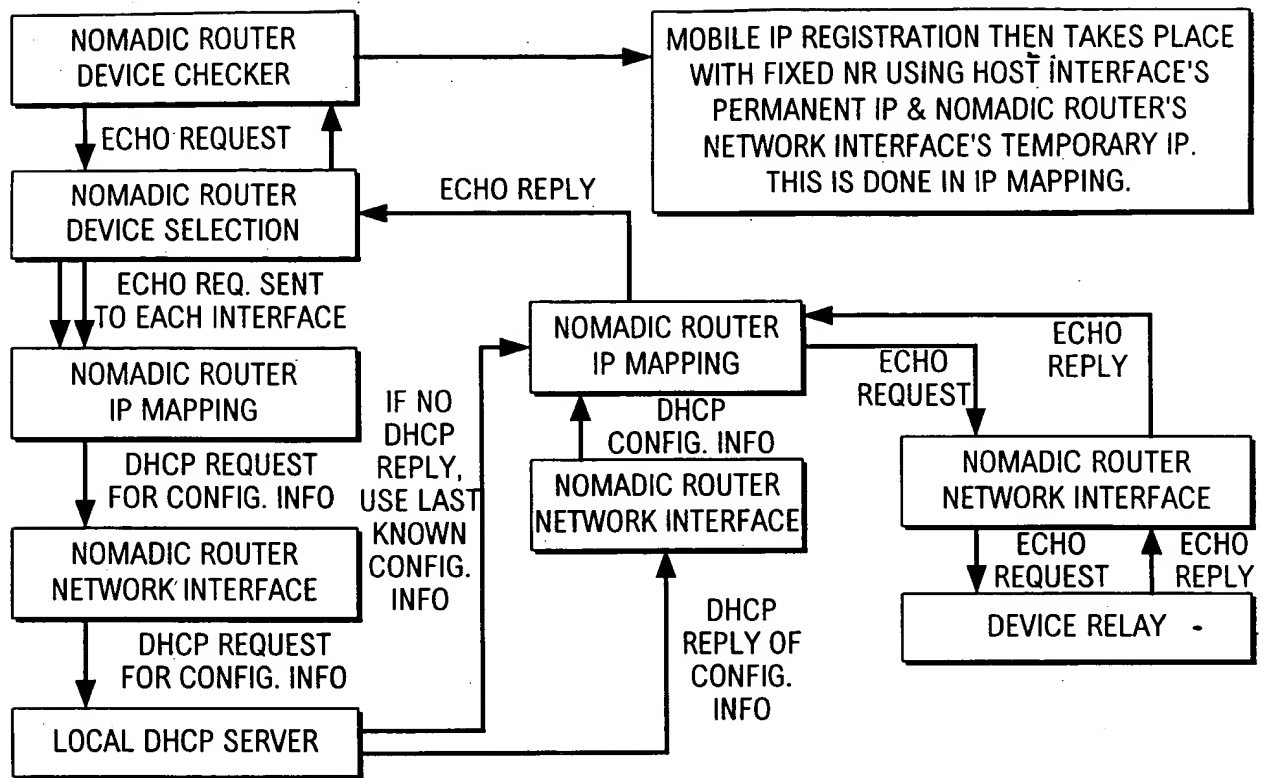 NOMADIC ROUTER
DEVICE CHECKER
MOBILE IP REGISTRATION THEN TAKES PLACE
WITH FIXED NR USING HOST INTERFACE'S
PERMANENT IP & NOMADIC ROUTER'S
NETWORK INTERFACE'S TEMPORARY IP.
THIS IS DONE IN IP MAPPING.
ECHO REQUEST
NOMADIC ROUTER
DEVICE SELECTION
ECHO REPLY
ECHO REQ. SENT
TO EACH INTERFACE
NOMADIC ROUTER
IP MAPPING
DHCP REQUEST
FOR CONFIG. INFO
NOMADIC ROUTER
NETWORK INTERFACE
DHCP REQUEST
FOR CONFIG. INFO
LOCAL DHCP SERVER
IF NO
DHCP
REPLY,
USE LAST
KNOWN
CONFIG.
INFO
NOMADIC ROUTER
IP MAPPING
DHCP
CONFIG. INFO
NOMADIC ROUTER
NETWORK INTERFACE
DHCP
REPLY OF
CONFIG.
INFO
ECHO
REQUEST
ECHO
REPLY
NOMADIC ROUTER
NETWORK INTERFACE
ECHO
REQUEST
ECHO
REPLY
DEVICE RELAY